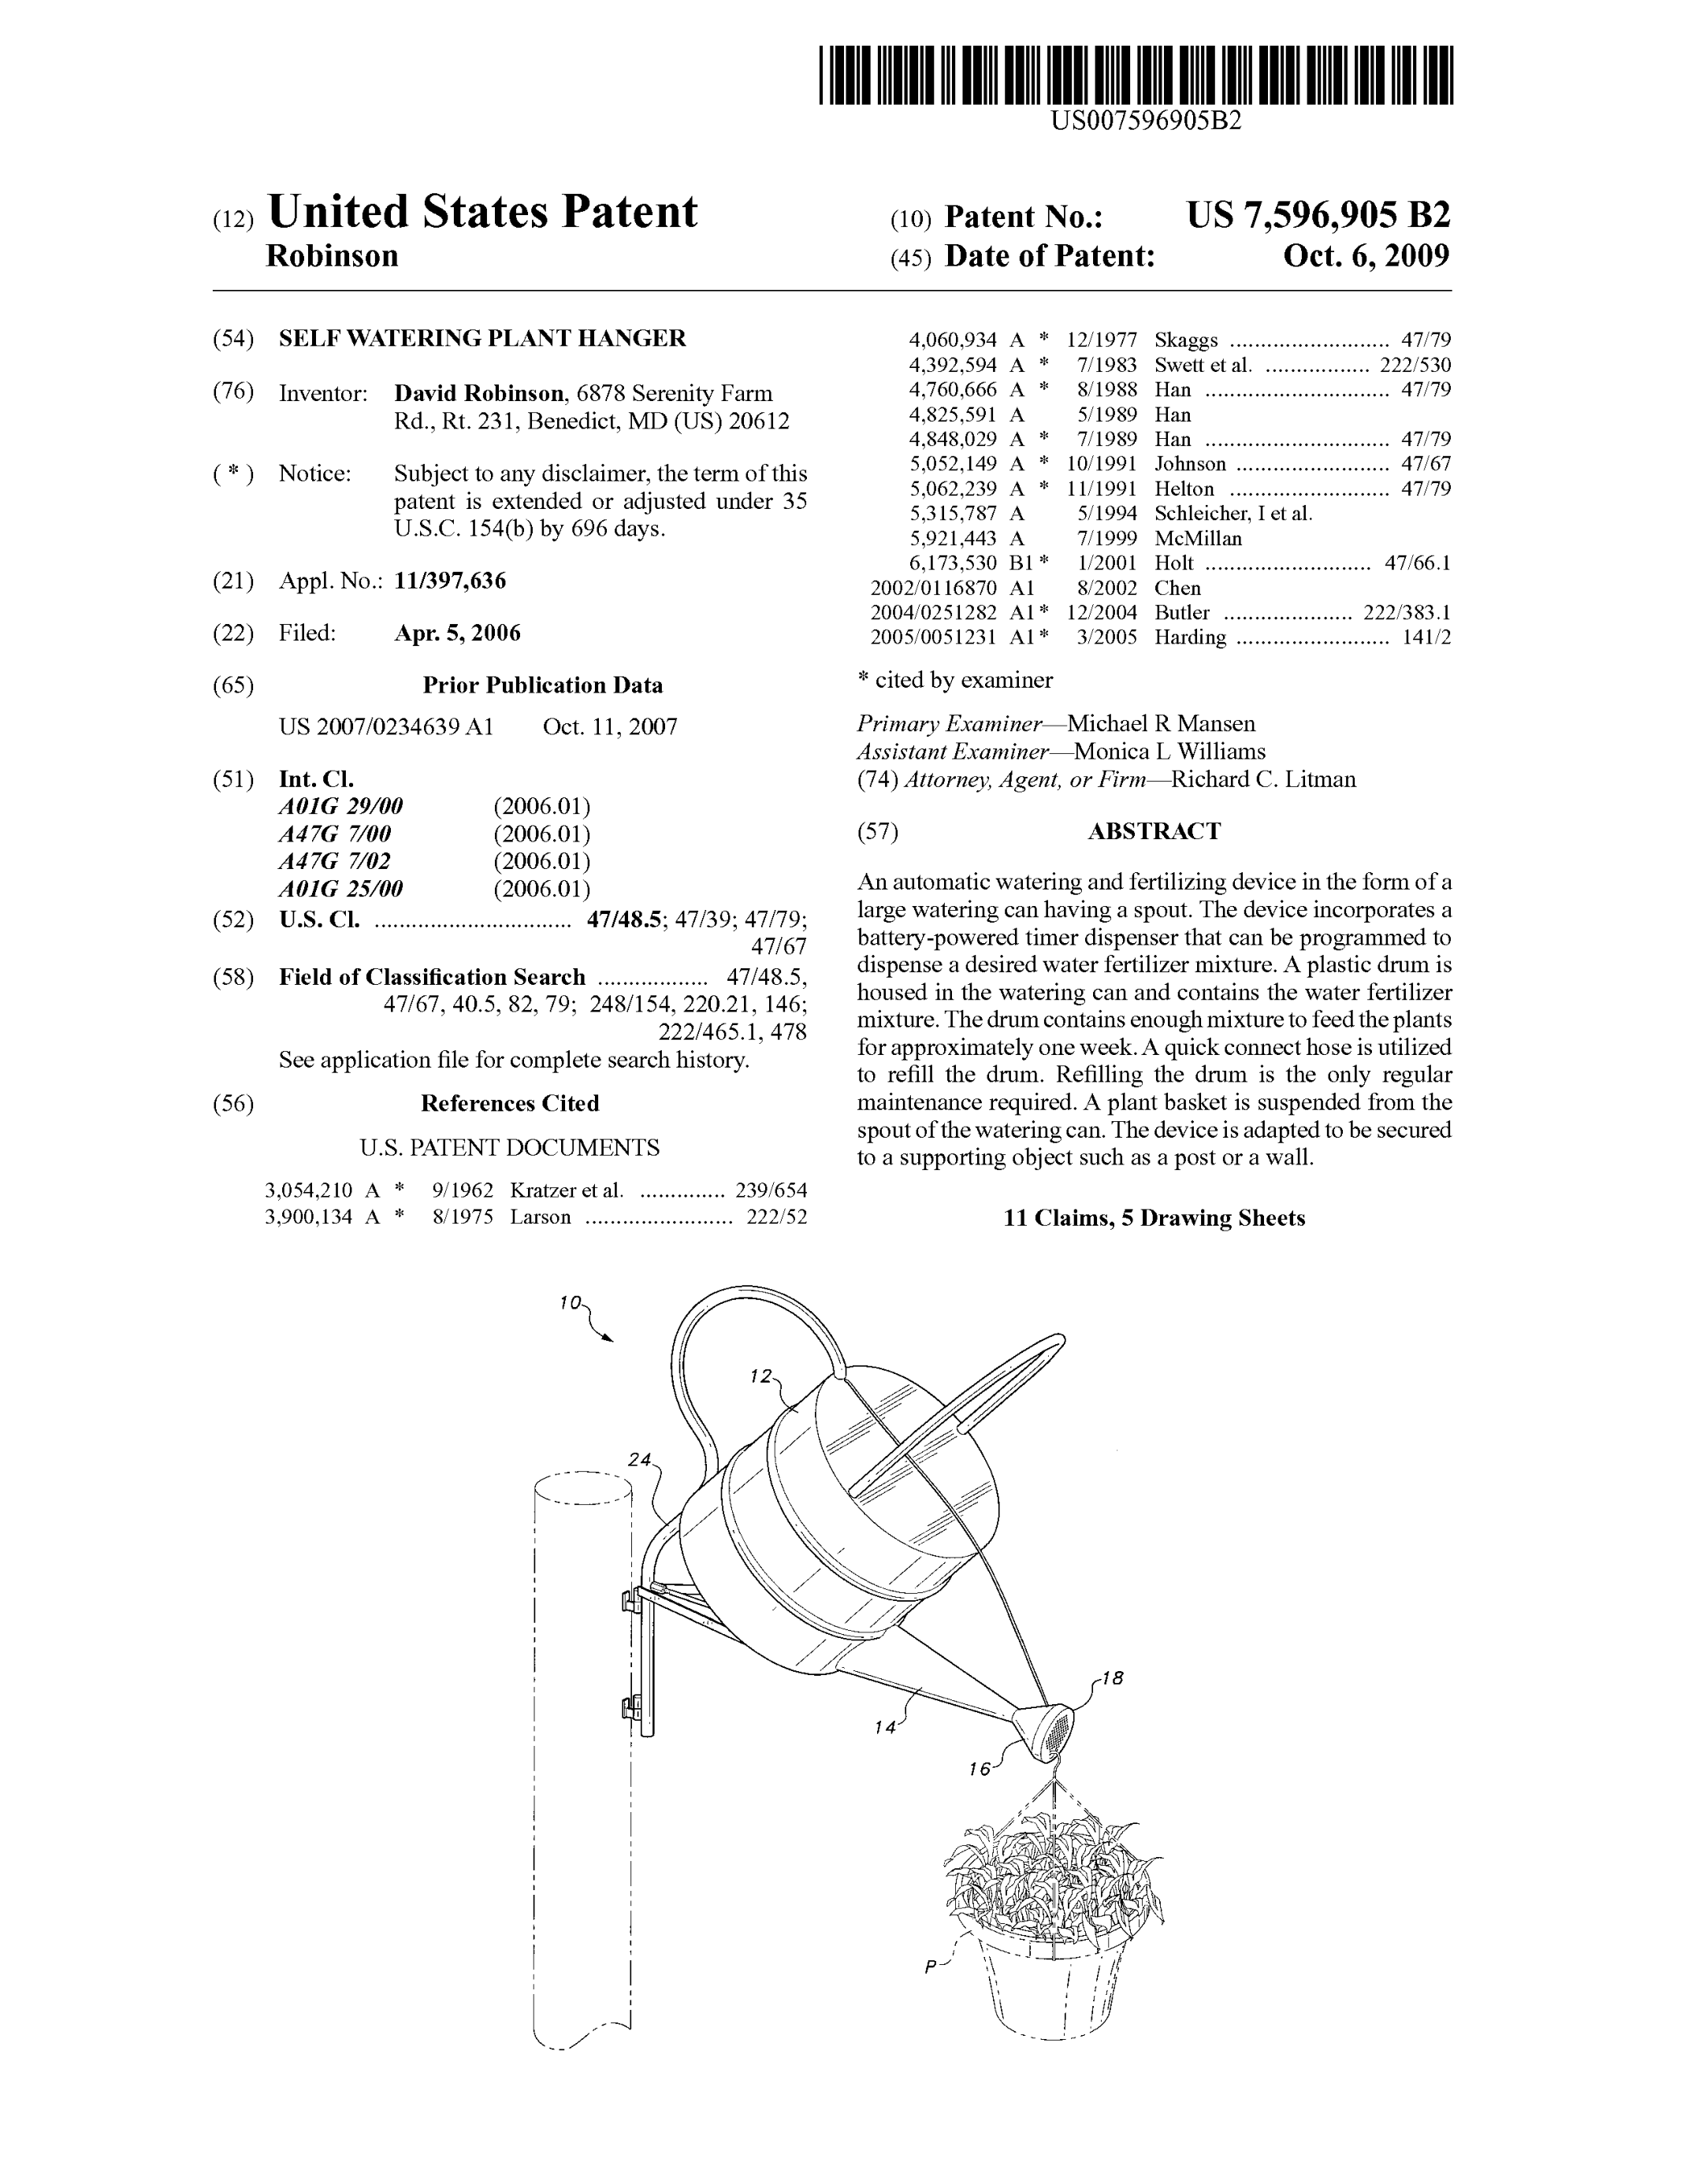 US007596905B2
(12) United States Patent
Robinson
(10) Patent No.: US 7,596,905 B2
(45) Date of Patent: Oct. 6, 2009
(54) SELF WATERING PLANT HANGER
(76) Inventor: David Robinson, 6878 Serenity Farm
Rd., Rt. 231, Benedict, MD (US) 20612
( * ) Notice: Subject to any disclaimer, the term of this
patent is extended or adjusted under 35
U.S.C. 154(b) by 696 days.
(21) Appl. No.: 11/397,636
(22) Filed: Apr. 5, 2006
(65) Prior Publication Data
US 2007/0234639 A1 Oct. 11, 2007
(51) Int. Cl.
A01G 29/00 (2006.01)
A47G 7/00 (2006.01)
A47G 7/02 (2006.01)
A01G 25/00 (2006.01)
(52) U.S. Cl. ............................... 47/48.5; 47/39; 47/79;
47/67
(58) Field of Classification Search .................. 47/48.5,
47/67, 40.5, 82, 79; 248/154, 220.21, 146;
222/465.1, 478
See application file for complete search history.
(56) References Cited
U.S. PATENT DOCUMENTS
3,054,210 A * 9/1962 Kratzer et al. .............. 239/654
3,900,134 A * 8/1975 Larson ........................ 222/52
4,060,934 A * 12/1977 Skaggs .......................... 47/79
4,392,594 A * 7/1983 Swett et al. ................. 222/530
4,760,666 A * 8/1988 Han .............................. 47/79
4,825,591 A 5/1989 Han
4,848,029 A * 7/1989 Han .............................. 47/79
5,052,149 A * 10/1991 Johnson ......................... 47/67
5,062,239 A * 11/1991 Helton .......................... 47/79
5,315,787 A 5/1994 Schleicher, I et al.
5,921,443 A 7/1999 McMillan
6,173,530 B1 * 1/2001 Holt ........................... 47/66.1
2002/0116870 A1 8/2002 Chen
2004/0251282 A1 * 12/2004 Butler ..................... 222/383.1
2005/0051231 A1 * 3/2005 Harding ......................... 141/2
* cited by examiner
Primary Examiner—Michael R Mansen
Assistant Examiner—Monica L Williams
(74) Attorney, Agent, or Firm—Richard C. Litman
(57) ABSTRACT
An automatic watering and fertilizing device in the form of a
large watering can having a spout. The device incorporates a
battery-powered timer dispenser that can be programmed to
dispense a desired water fertilizer mixture. A plastic drum is
housed in the watering can and contains the water fertilizer
mixture. The drum contains enough mixture to feed the plants
for approximately one week. A quick connect hose is utilized
to refill the drum. Refilling the drum is the only regular
maintenance required. A plant basket is suspended from the
spout of the watering can. The device is adapted to be secured
to a supporting object such as a post or a wall.
11 Claims, 5 Drawing Sheets
10
12
24
18
14
16
P